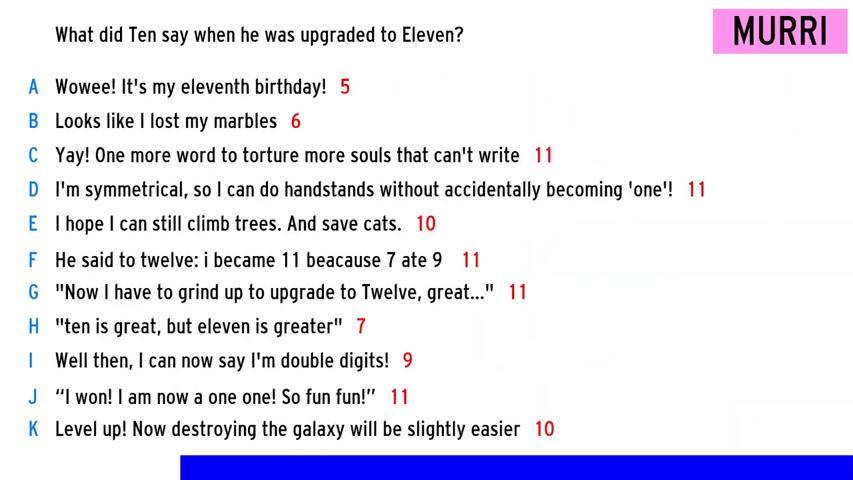 What did Ten say when he was upgraded to Eleven?
MURRI
A Wowee! It's my eleventh birthday! 5
B Looks like I lost my marbles 6
C Yay! One more word to torture more souls that can't write 11
D I'm symmetrical, so I can do handstands without accidentally becoming 'one'! 11
E I hope I can still climb trees. And save cats. 10
F He said to twelve: i became 11 beacause 7 ate 9 11
G "Now I have to grind up to upgrade to Twelve, great..." 11
H "ten is great, but eleven is greater" 7
I Well then, I can now say I'm double digits! 9
J “I won! I am now a one one! So fun fun!” 11
K Level up! Now destroying the galaxy will be slightly easier 10